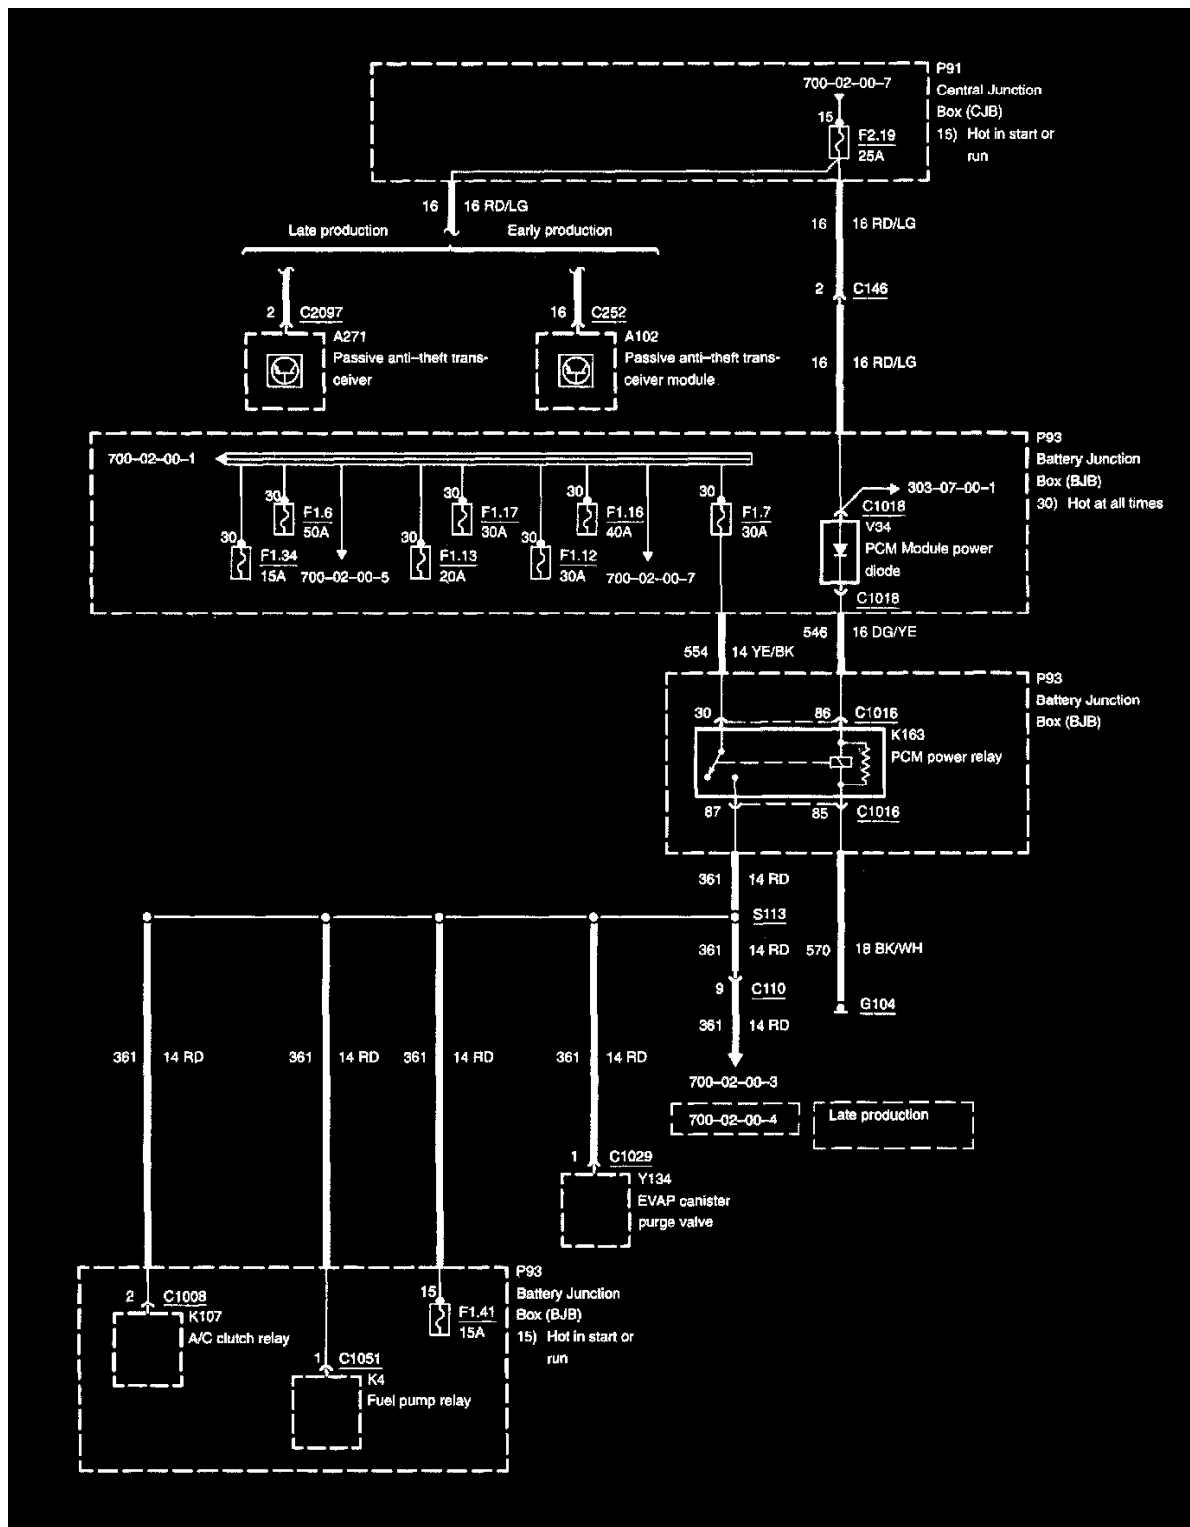 P91
700–02–00–7
Central Junction
Box (CJB)
15
15) Hot in start or
run
F2.19
25A
16 16 RD/LG
16 16 RD/LG
Late production
Early production
2 C146
2 C2097
16 C252
A271
Passive anti–theft trans-
ceiver
A102
Passive anti–theft trans-
ceiver module
16 16 RD/LG
P93
Battery Junction
Box (BJB)
30) Hot at all times
700–02–00–1
303–07–00–1
30 30 30 30
F1.6
50A
F1.17
30A
F1.16
40A
F1.7
30A
C1018
V34
PCM Module power
diode
30 30 30
F1.34
15A
700–02–00–5
F1.13
20A
F1.12
30A
700–02–00–7
C1018
546 16 DG/YE
554 14 YE/BK
P93
Battery Junction
Box (BJB)
30 86 C1016
K163
PCM power relay
87 85 C1016
361 14 RD
S113
361 14 RD
570 18 BK/WH
9 C110
G104
361 14 RD
361 14 RD
361 14 RD
361 14 RD
361 14 RD
700–02–00–3
700–02–00–4
Late production
1 C1029
Y134
EVAP canister
purge valve
P93
Battery Junction
Box (BJB)
15) Hot in start or
run
2 C1008
K107
A/C clutch relay
15
F1.41
15A
1 C1051
K4
Fuel pump relay